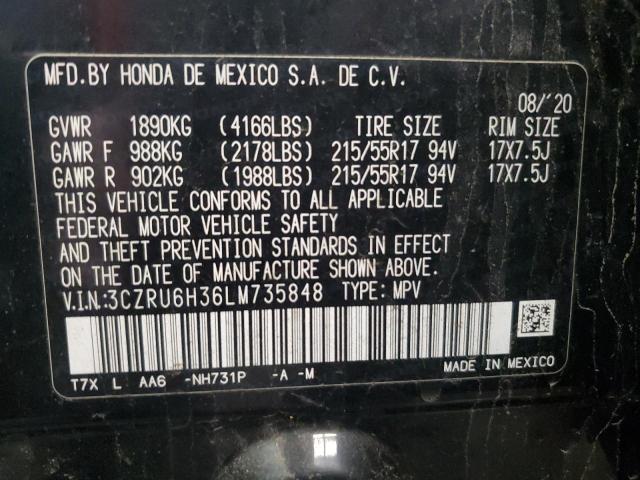 MFD.BY HONDA DE MEXICO S.A. DE C.V.
08/'20
GVWR 1890KG (4166LBS) TIRE SIZE RIM SIZE
GAWR F 988KG (2178LBS) 215/55R17 94V 17X7.5J
GAWR R 902KG (1988LBS) 215/55R17 94V 17X7.5J
THIS VEHICLE CONFORMS TO ALL APPLICABLE
FEDERAL MOTOR VEHICLE SAFETY
AND THEFT PREVENTION STANDARDS IN EFFECT
ON THE DATE OF MANUFACTURE SHOWN ABOVE.
V.I.N:3CZRU6H36LM735848 TYPE: MPV
T7X L AA6 -NH731P -A -M MADE IN MEXICO